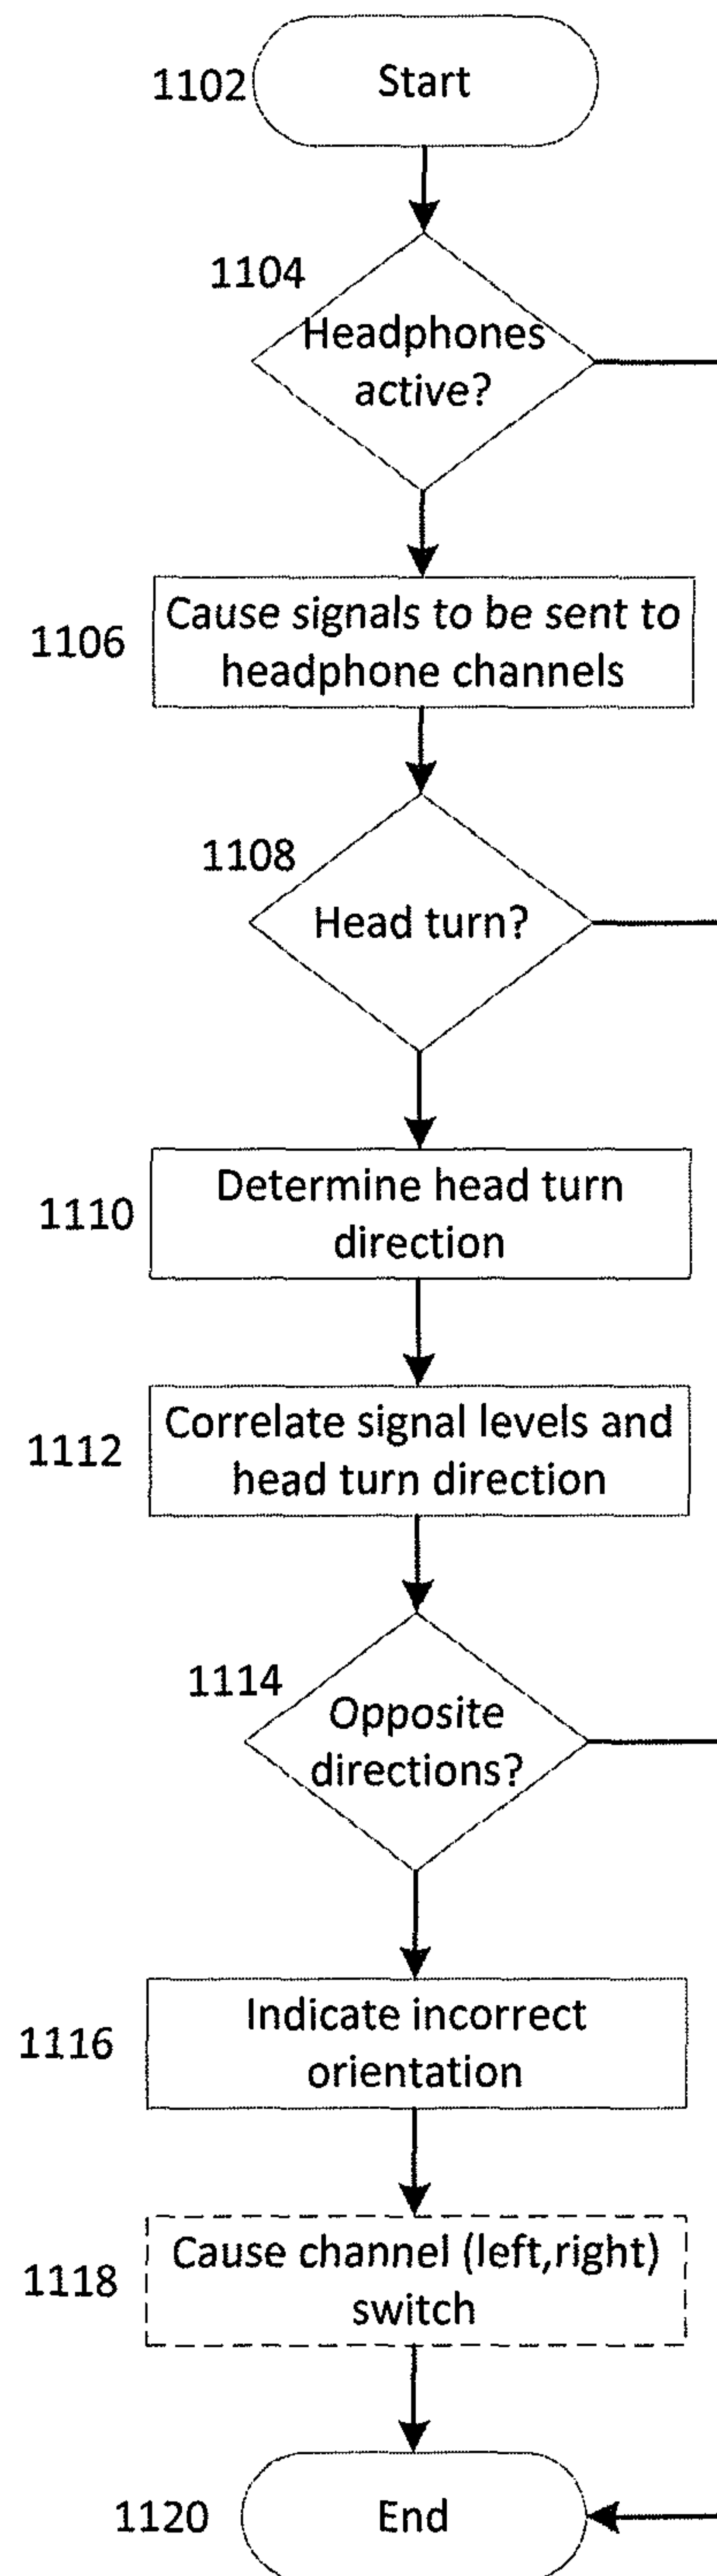 1102
Start
1104
Headphones
active?
1106
Cause signals to be sent to
headphone channels
1108
Head turn?
1110
Determine head turn
direction
1112
Correlate signal levels and
head turn direction
1114
Opposite
directions?
1116
Indicate incorrect
orientation
1118
Cause channel (left,right)
switch
1120
End